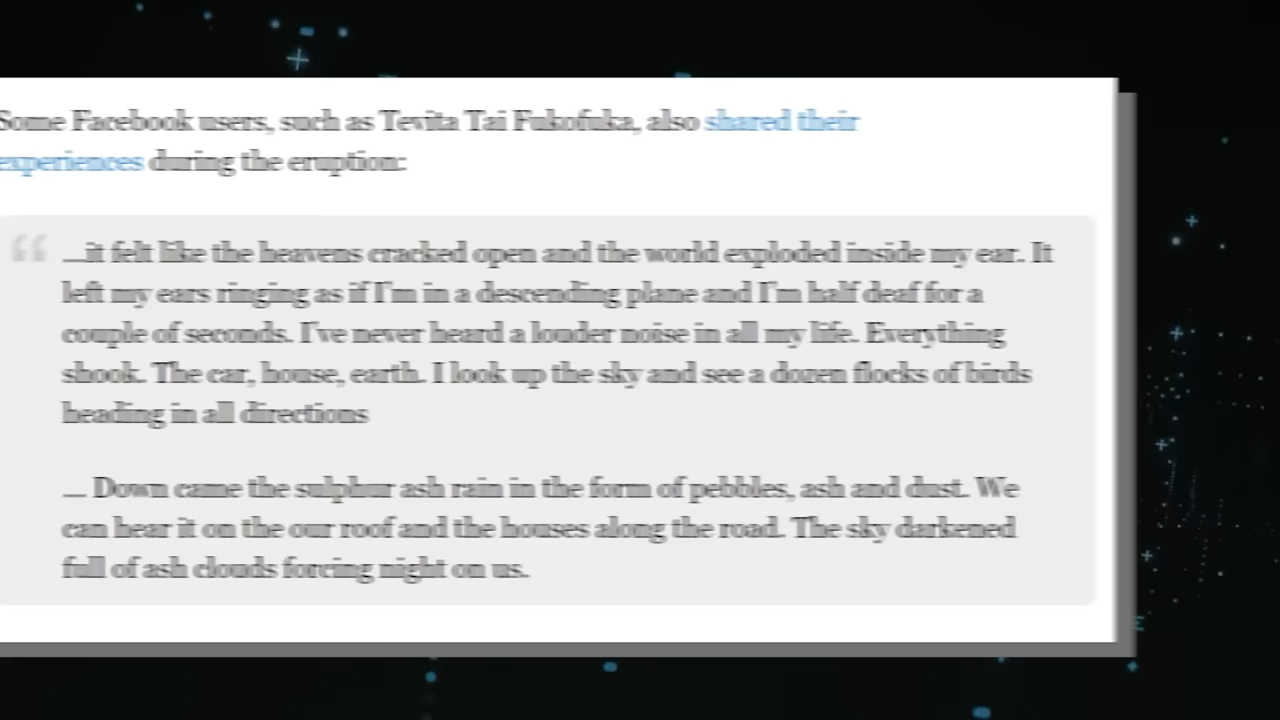 Some Facebook users, such as Tevita Tai Fukofuka, also shared their
experiences during the eruption:
“ ...it felt like the heavens cracked open and the world exploded inside my ear. It
left my ears ringing as if I'm in a descending plane and I'm half deaf for a
couple of seconds. I've never heard a louder noise in all my life. Everything
shook. The car, house, earth. I look up the sky and see a dozen flocks of birds
heading in all directions
... Down came the sulphur ash rain in the form of pebbles, ash and dust. We
can hear it on the our roof and the houses along the road. The sky darkened
full of ash clouds forcing night on us.